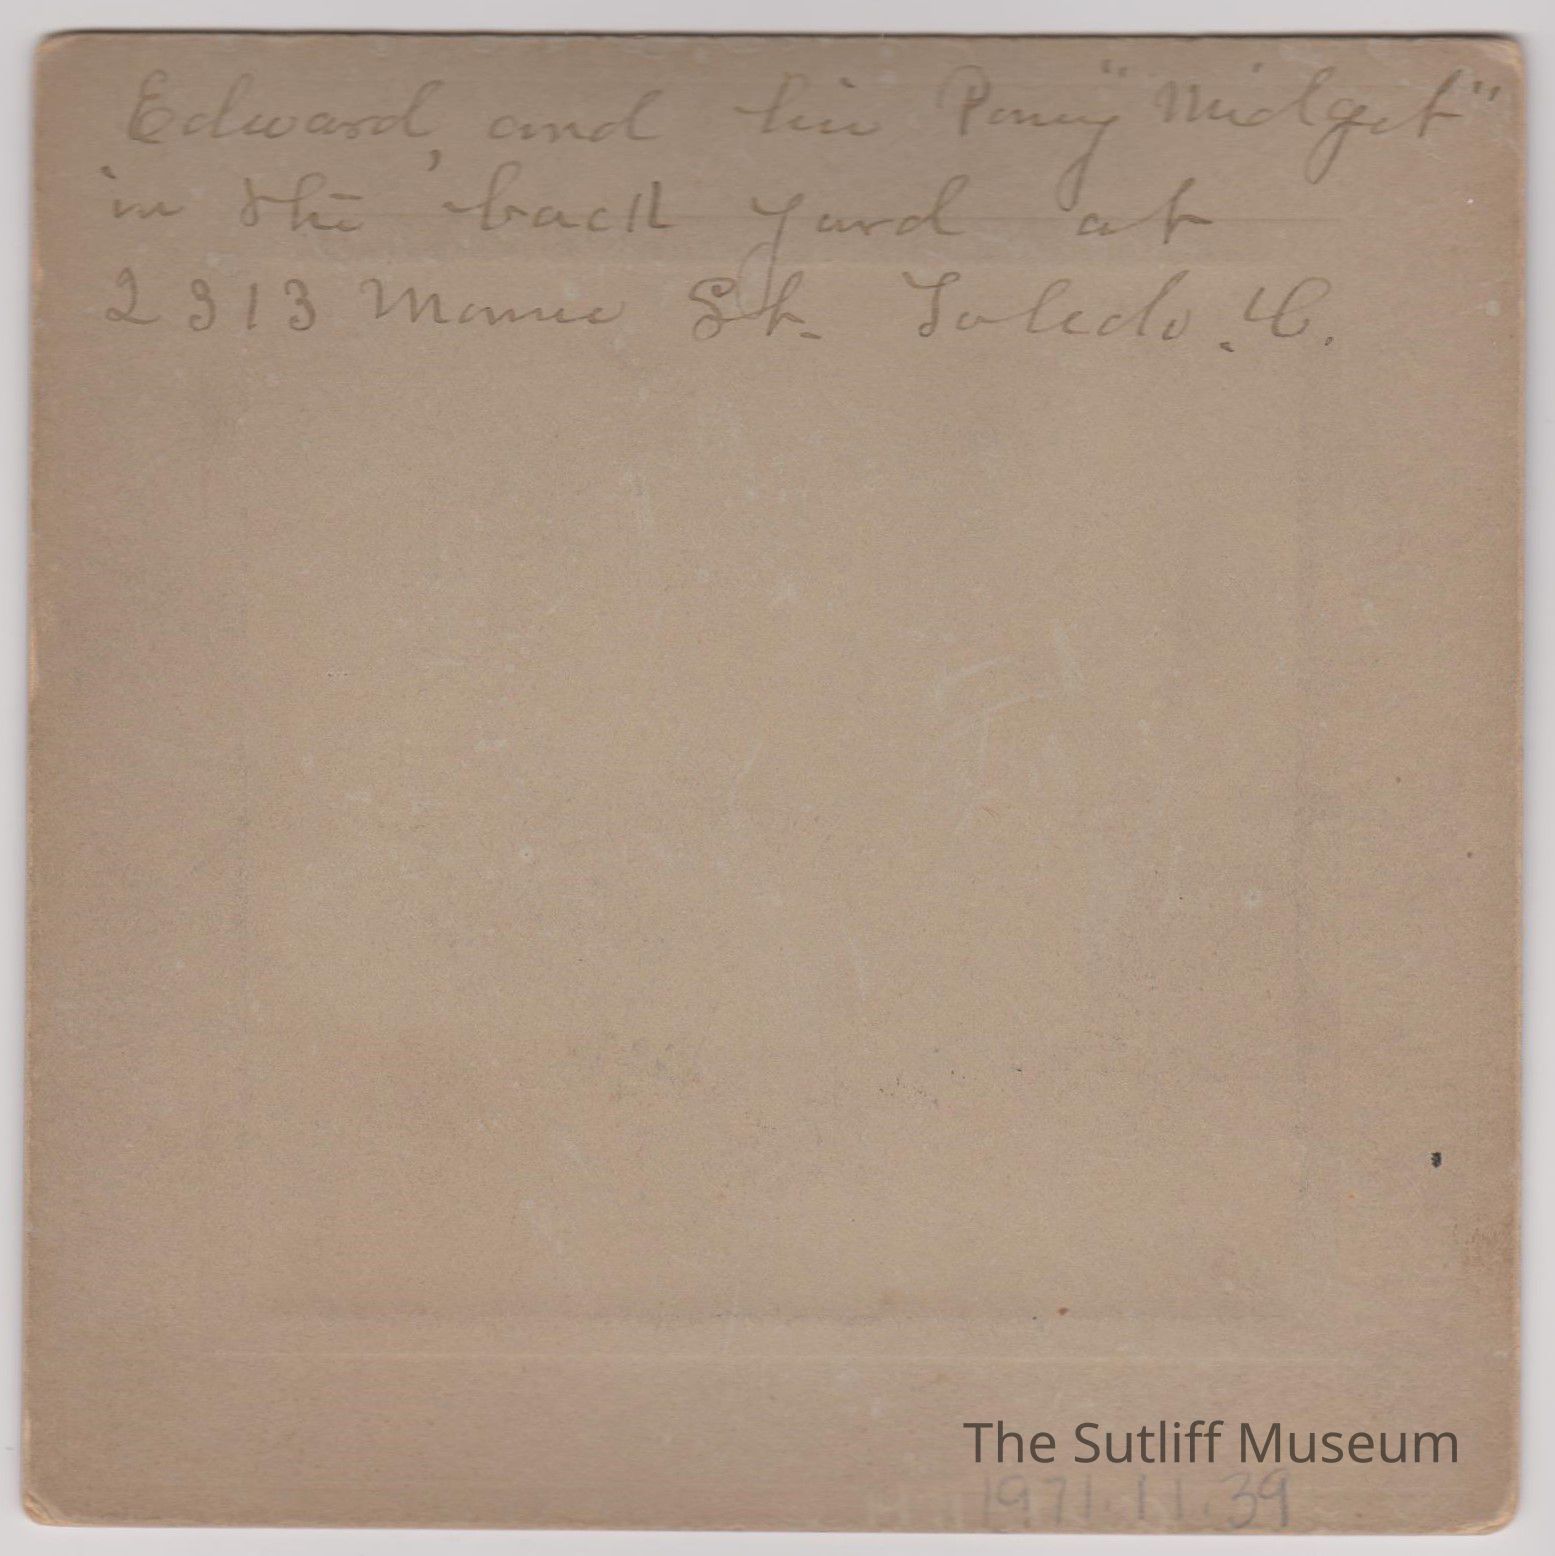 Edward, and his Pony "Midget"
in the back yard at
2313 Monroe St. Toledo. O.
The Sutliff Museum
1971.11.39